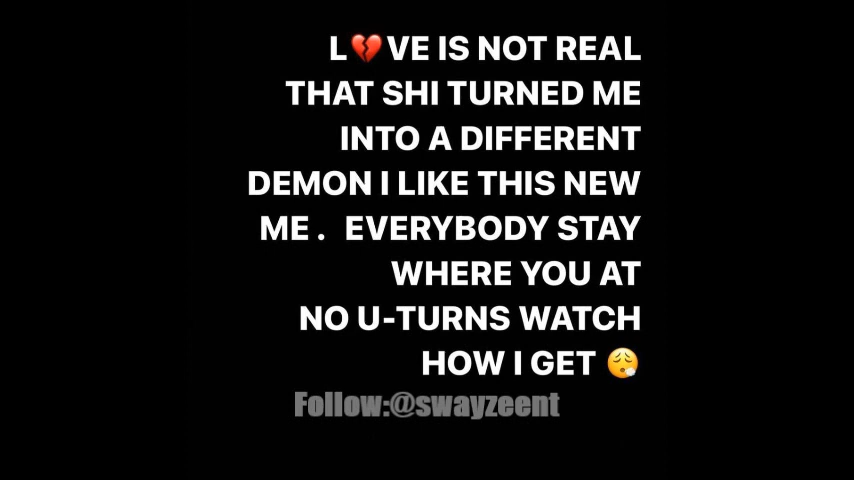 L💔VE IS NOT REAL
THAT SHI TURNED ME
INTO A DIFFERENT
DEMON I LIKE THIS NEW
ME .  EVERYBODY STAY
WHERE YOU AT
NO U-TURNS WATCH
HOW I GET 😮‍💨
Follow:@swayzeent